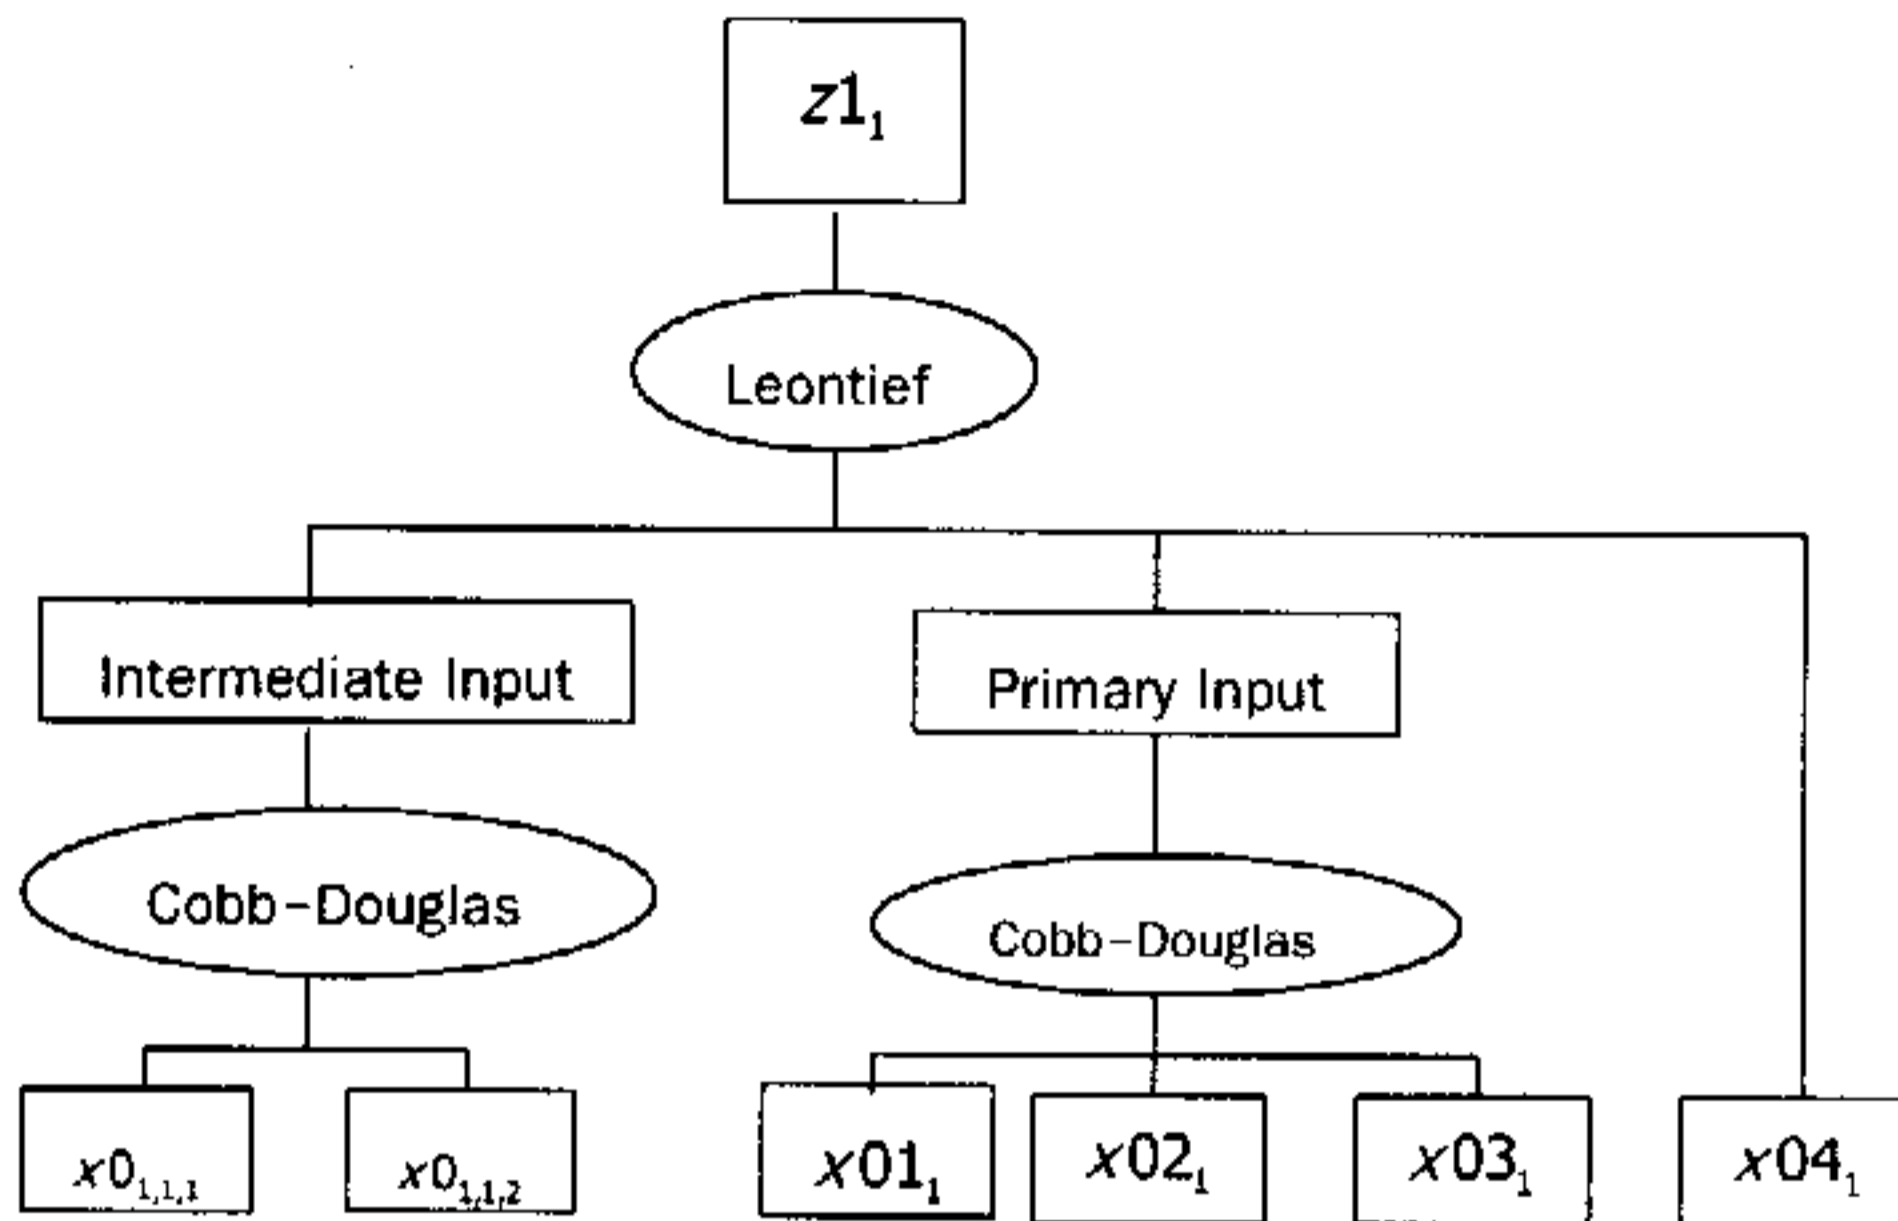 z1₁
Leontief
Intermediate Input
Primary Input
Cobb-Douglas
Cobb-Douglas
x0₁,₁,₁
x0₁,₁,₂
x01₁
x02₁
x03₁
x04₁